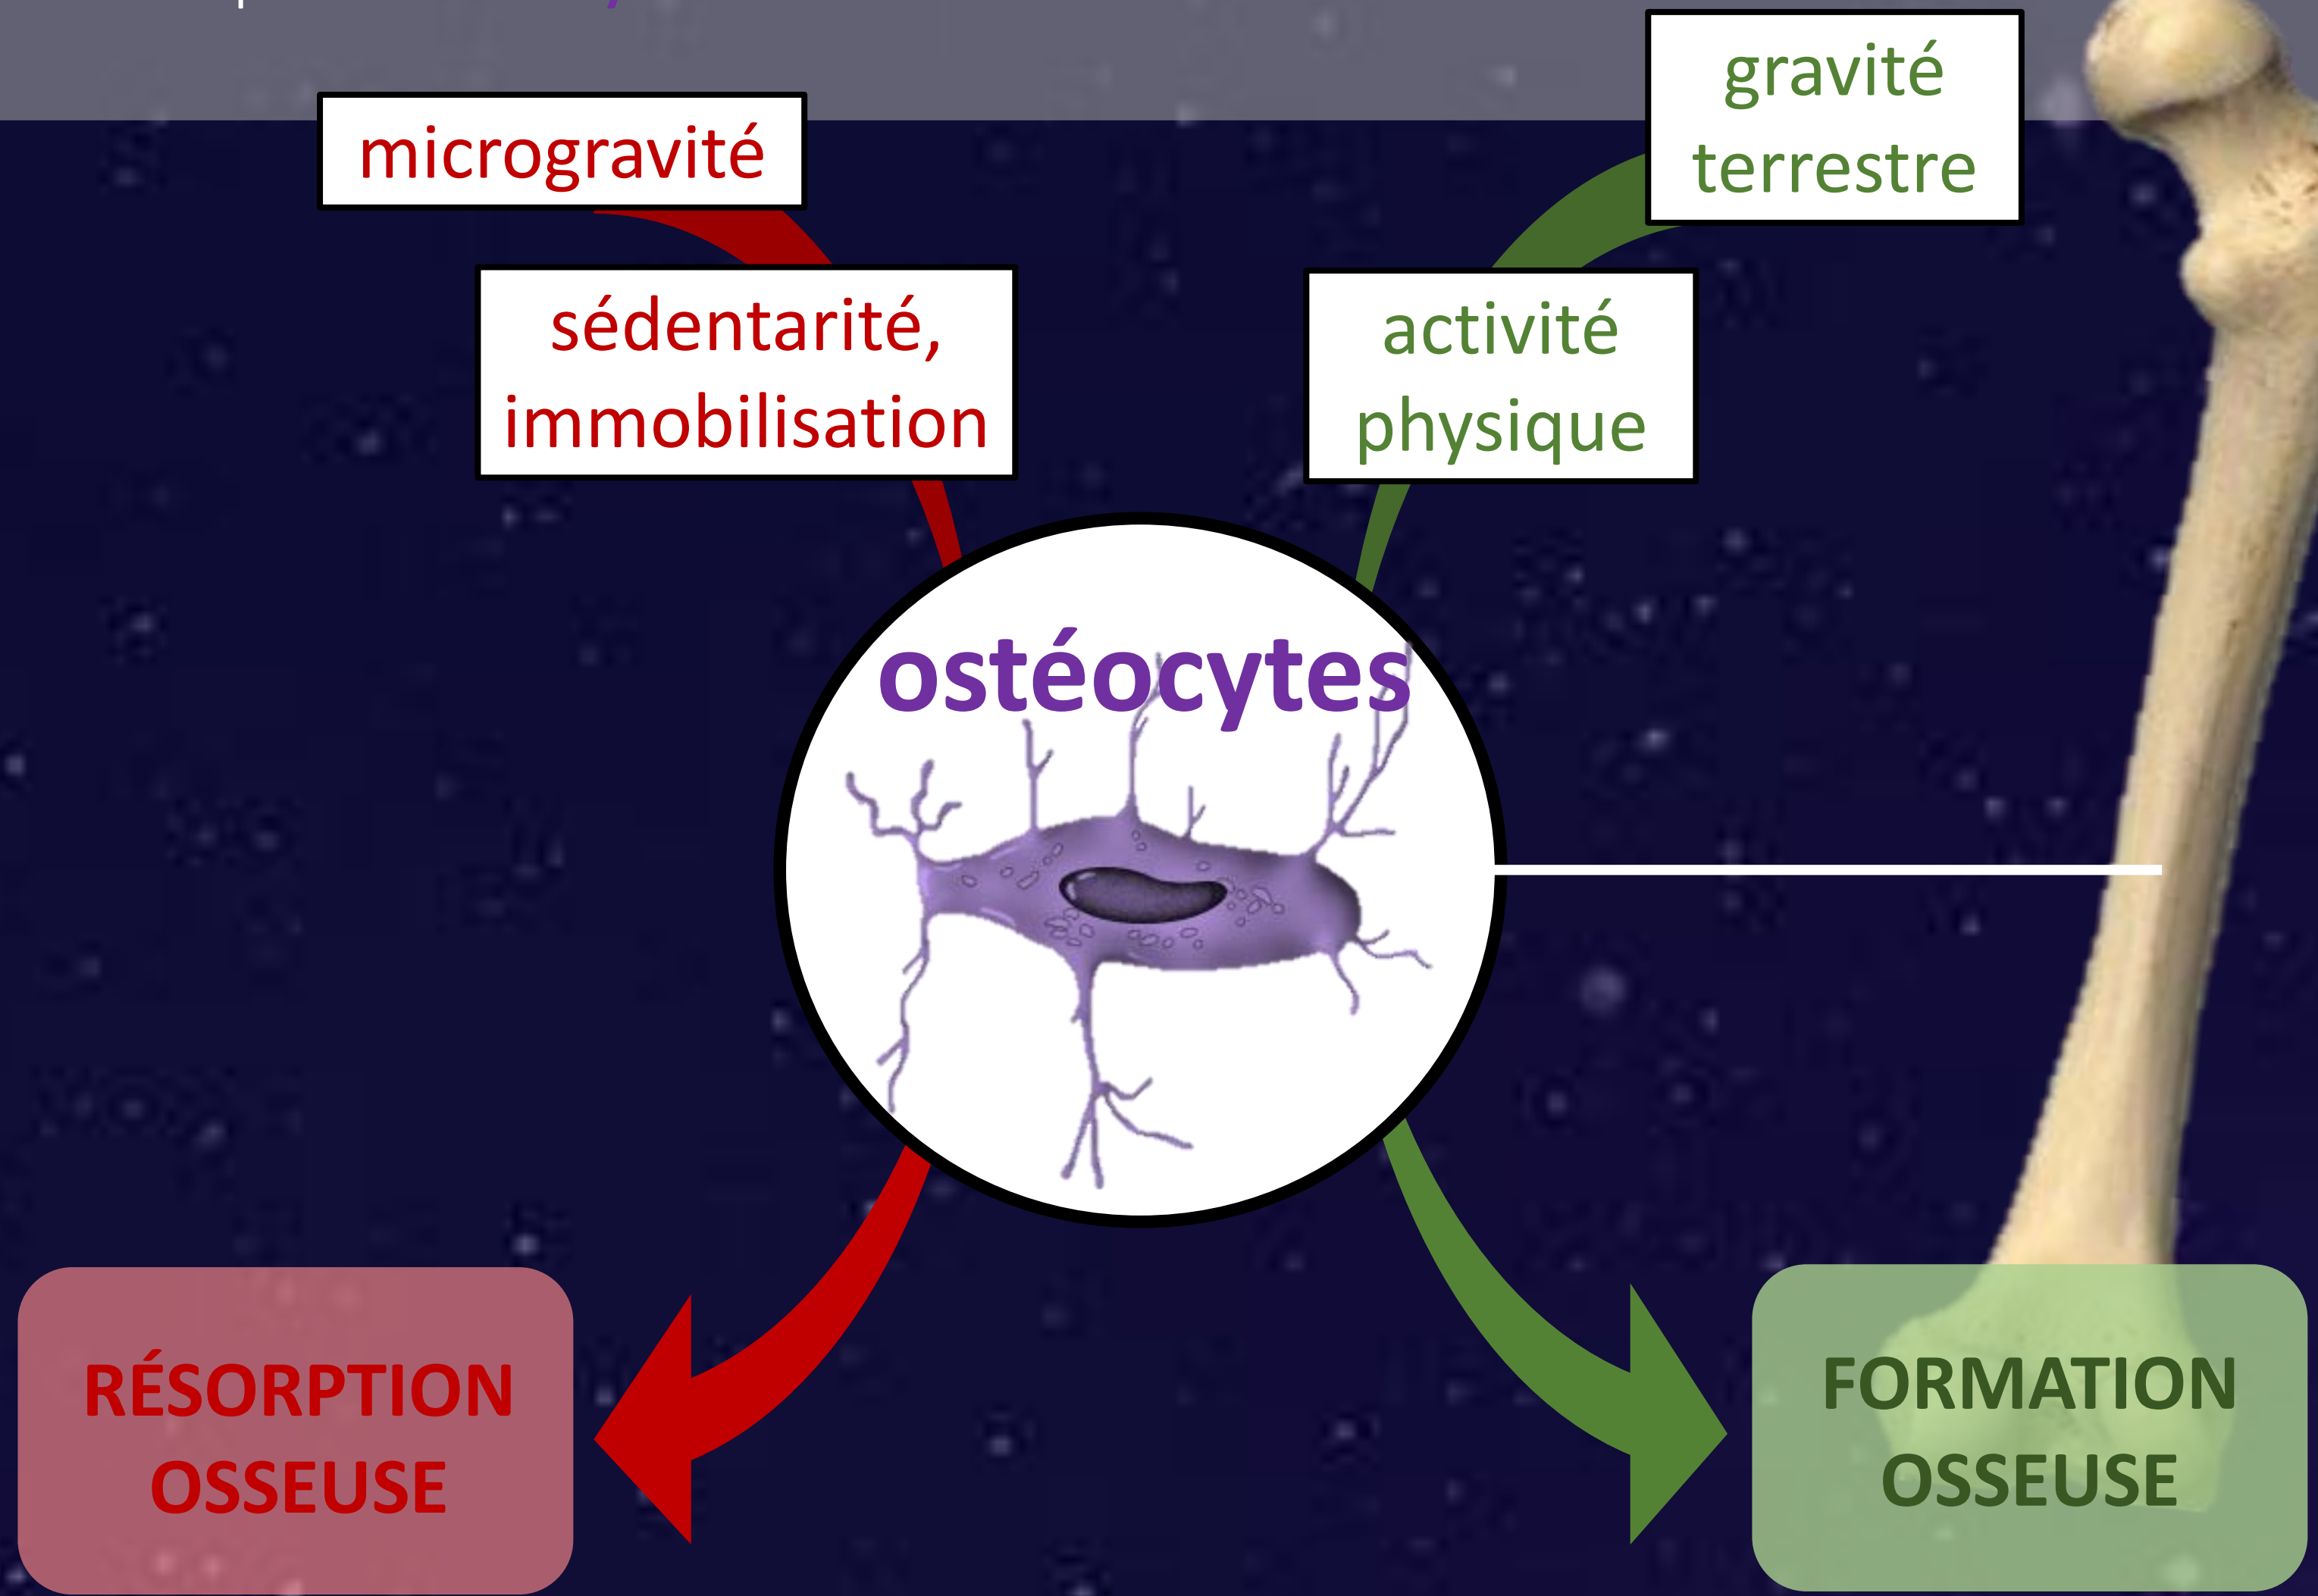 microgravité
gravité
terrestre
sédentarité,
immobilisation
activité
physique
ostéocytes
RÉSORPTION
OSSEUSE
FORMATION
OSSEUSE